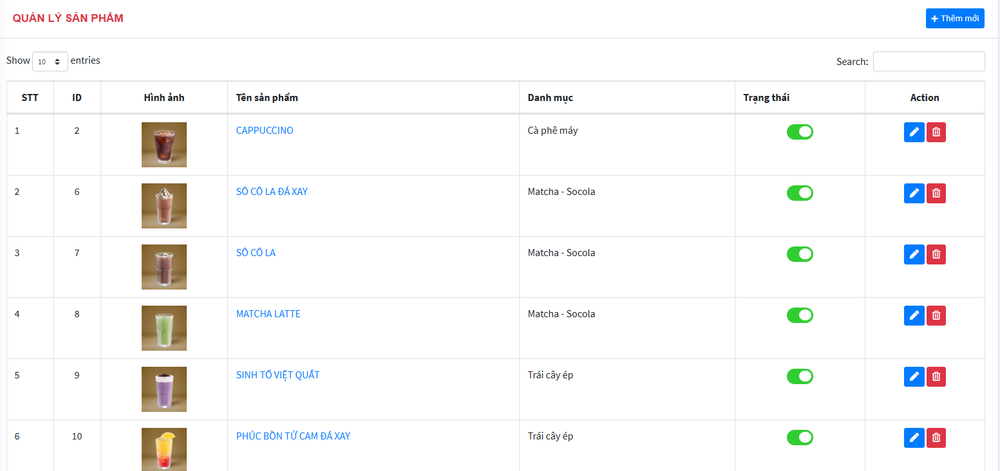 QUẢN LÝ SẢN PHẨM
Thêm mới
Show 10 entries
Search:
STT ID Hình ảnh Tên sản phẩm Danh mục Trạng thái Action
1 2 CAPPUCCINO Cà phê máy
2 6 SÔ CÔ LA ĐÁ XAY Matcha - Socola
3 7 SÔ CÔ LA Matcha - Socola
4 8 MATCHA LATTE Matcha - Socola
5 9 SINH TỐ VIỆT QUẤT Trái cây ép
6 10 PHÚC BỒN TỬ CAM ĐÁ XAY Trái cây ép